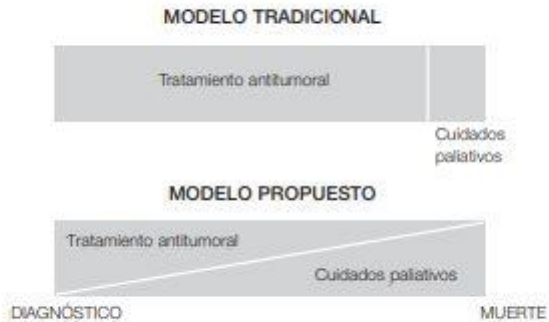 MODELO TRADICIONAL
Tratamiento antitumoral
Cuidados
paliativos
MODELO PROPUESTO
Tratamiento antitumoral
Cuidados paliativos
DIAGNÓSTICO
MUERTE